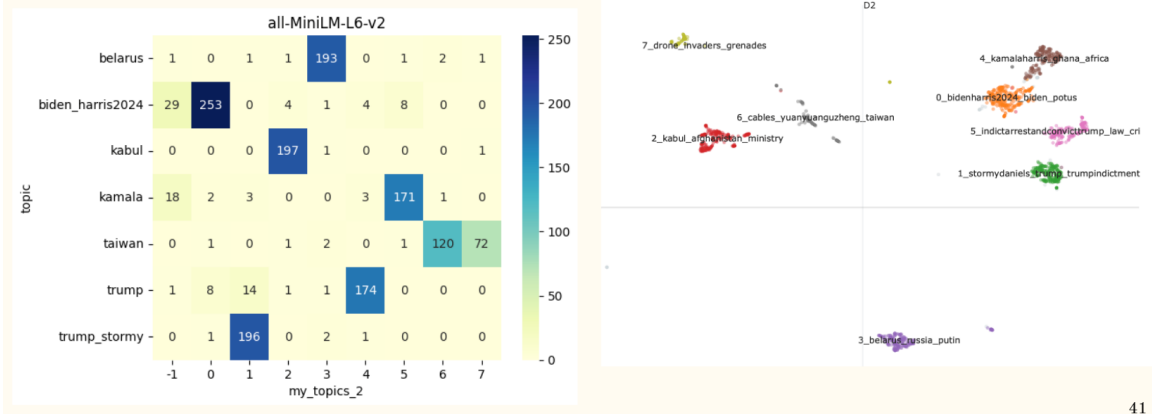 all-MiniLM-L6-v2
belarus 1 0 1 1 193 0 1 2 1
biden_harris2024 29 253 0 4 1 4 8 0 0
kabul 0 0 0 197 1 0 0 0 1
kamala 18 2 3 0 0 3 171 1 0
taiwan 0 1 0 1 2 0 1 120 72
trump 1 8 14 1 1 174 0 0 0
trump_stormy 0 1 196 0 2 1 0 0 0
-1 0 1 2 3 4 5 6 7
my_topics_2
topic
250
200
150
100
50
0
D2
7_drone_invaders_grenades
4_kamalaharris_ghana_africa
0_bidenharris2024_biden_potus
6_cables_yuanyuanguzheng_taiwan
5_indictarrestandconvicttrump_law_cri
2_kabul_afghanistan_ministry
1_stormydaniels_trump_trumpindictment
3_belarus_russia_putin
41